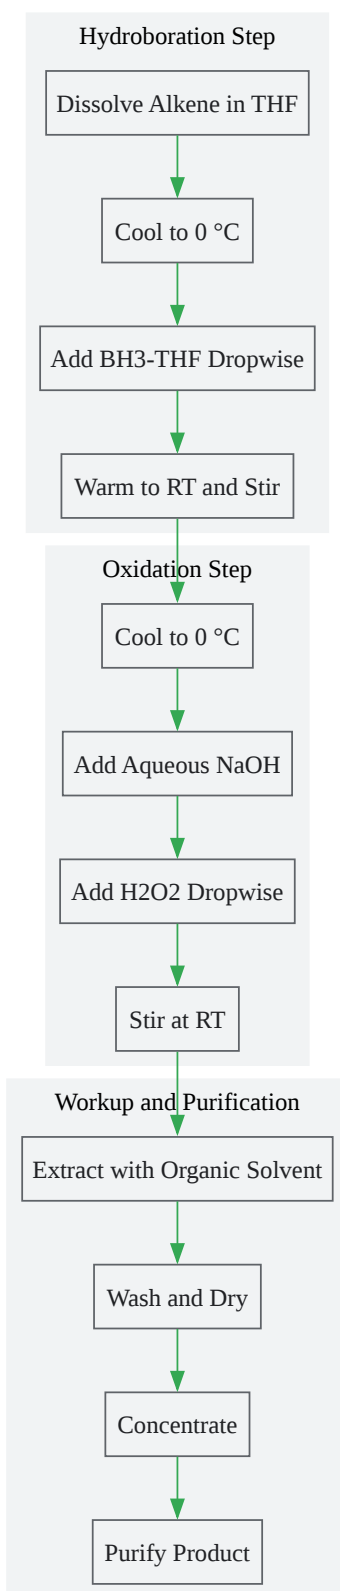 Hydroboration Step
Dissolve Alkene in THF
Cool to 0 °C
Add BH3-THF Dropwise
Warm to RT and Stir
Oxidation Step
Cool to 0 °C
Add Aqueous NaOH
Add H2O2 Dropwise
Stir at RT
Workup and Purification
Extract with Organic Solvent
Wash and Dry
Concentrate
Purify Product